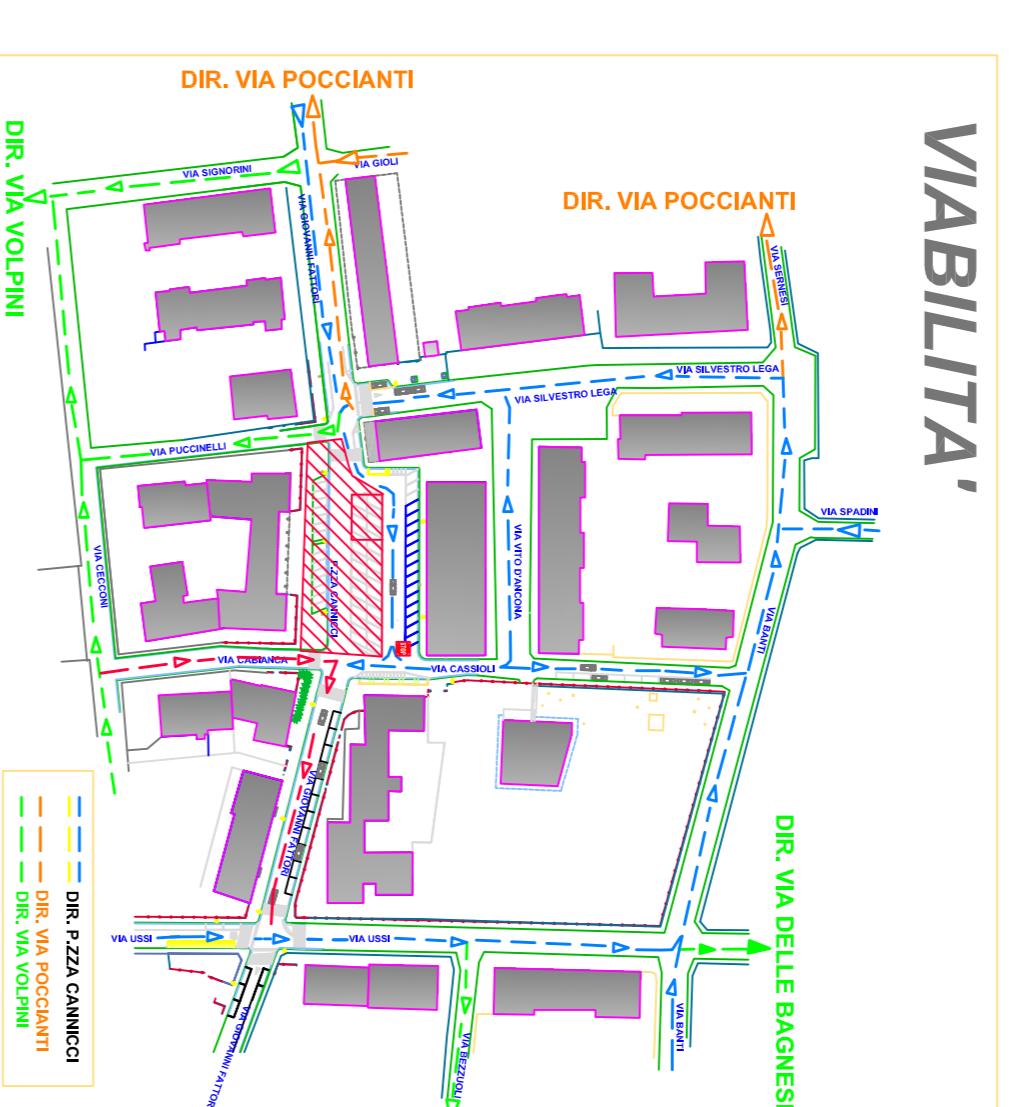 DIR. VIA POCCIANTI
VIABILITA'
DIR. VIA VOLPINI
VIA GIOLI
VIA SIGNORINI
DIR. VIA POCCIANTI
VIA GIOVANNI FATTORI
VIA SERNESI
VIA SILVESTRO LEGA
VIA SILVESTRO LEGA
VIA PUCCINELLI
VIA SPADINI
VIA CECCONI
P.ZZA CANNICCI
VIA VITO D'ANCONA
VIA BANTI
STOP
VIA CABIANCA
VIA CASSIOLI
VIA GIOVANNI FATTORI
DIR. VIA DELLE BAGNESI
VIA USSI
VIA USSI
VIA GIOVANNI FATTOR
VIA BEZZUOLI
VIA BANTI
DIR. P.ZZA CANNICCI
DIR. VIA POCCIANTI
DIR. VIA VOLPINI